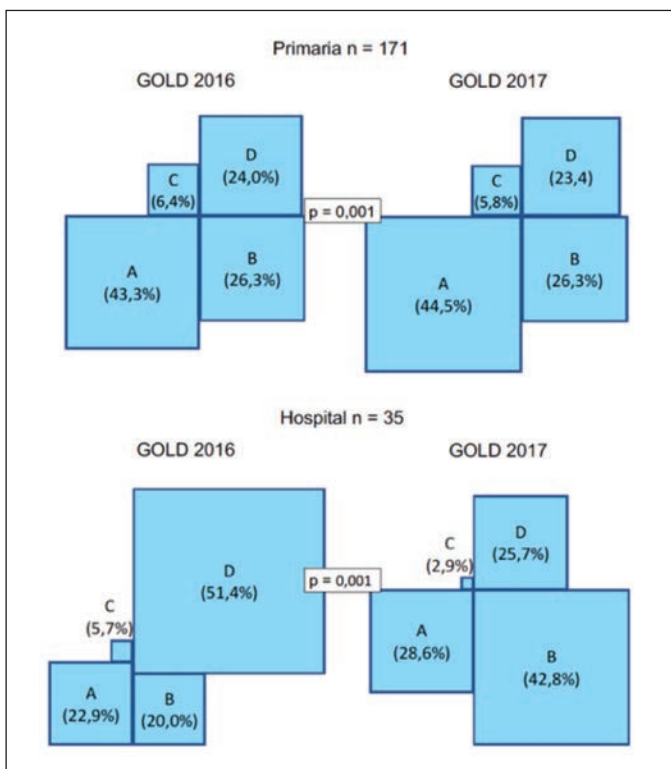 Primaria n = 171
GOLD 2016
GOLD 2017
D
(24,0%)
C
(6,4%)
A
(43,3%)
B
(26,3%)
p = 0,001
D
(23,4)
C
(5,8%)
A
(44,5%)
B
(26,3%)
Hospital n = 35
GOLD 2016
GOLD 2017
D
(51,4%)
C
(5,7%)
A
(22,9%)
B
(20,0%)
p = 0,001
D
(25,7%)
C
(2,9%)
A
(28,6%)
B
(42,8%)